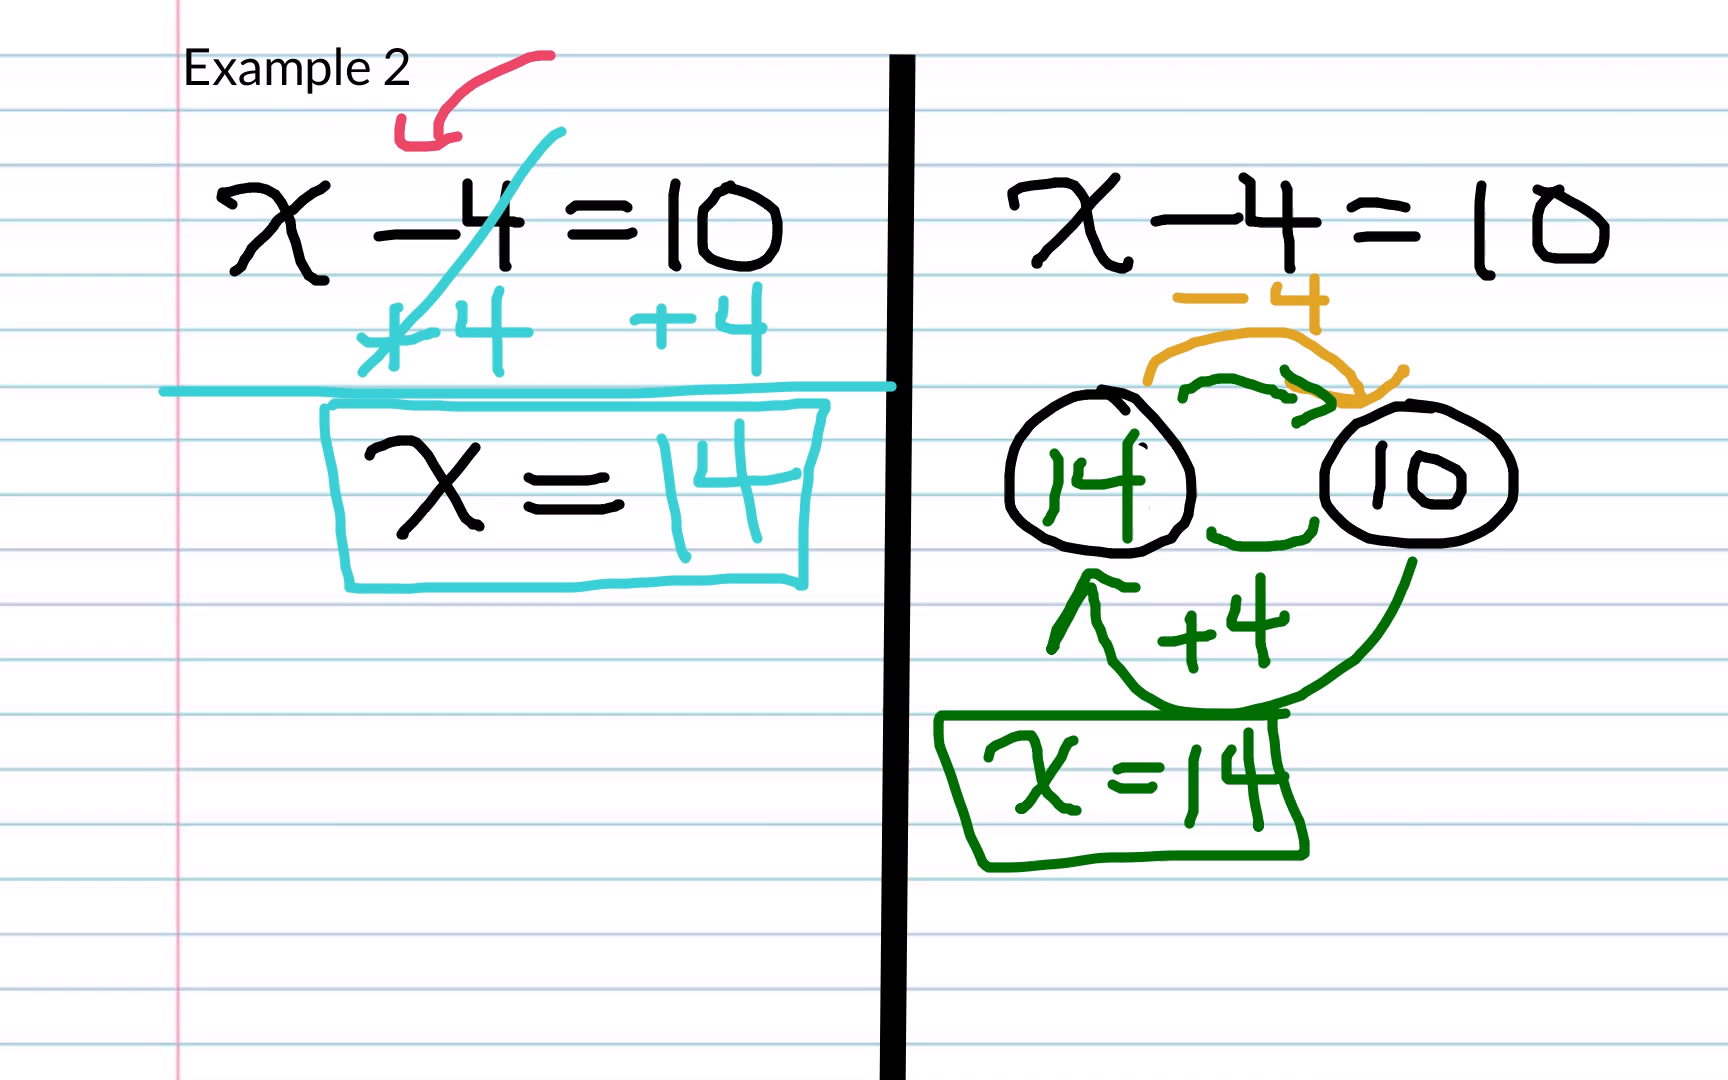 Example 2
x - 4 = 10
+ 4 + 4
x = 14
x - 4 = 10
- 4
14 10
+ 4
x = 14